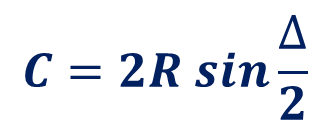 C = 2R sin Δ/2